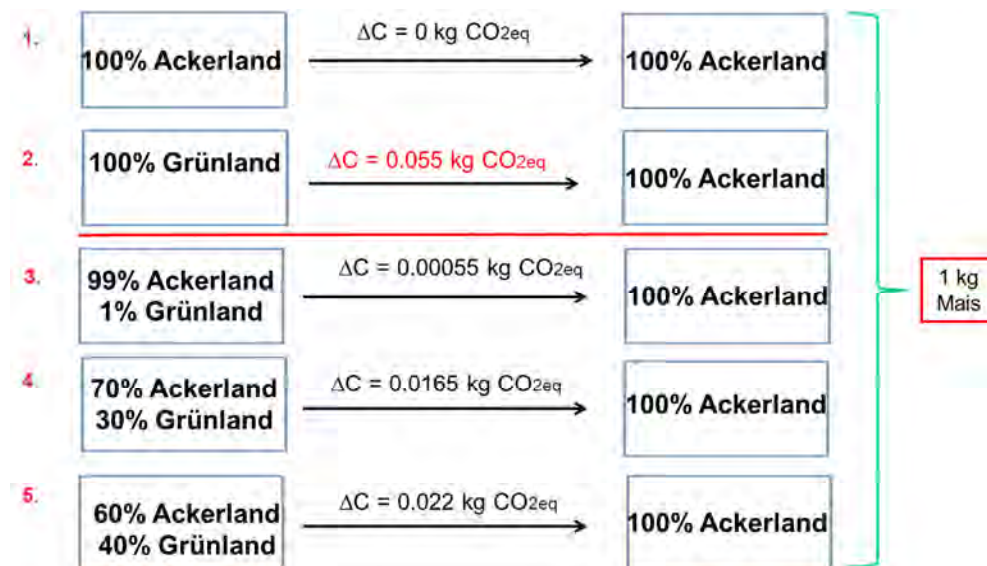 1.
100% Ackerland
ΔC = 0 kg CO2eq
100% Ackerland
2.
100% Grünland
ΔC = 0.055 kg CO2eq
100% Ackerland
3.
99% Ackerland
1% Grünland
ΔC = 0.00055 kg CO2eq
100% Ackerland
4.
70% Ackerland
30% Grünland
ΔC = 0.0165 kg CO2eq
100% Ackerland
5.
60% Ackerland
40% Grünland
ΔC = 0.022 kg CO2eq
100% Ackerland
1 kg
Mais